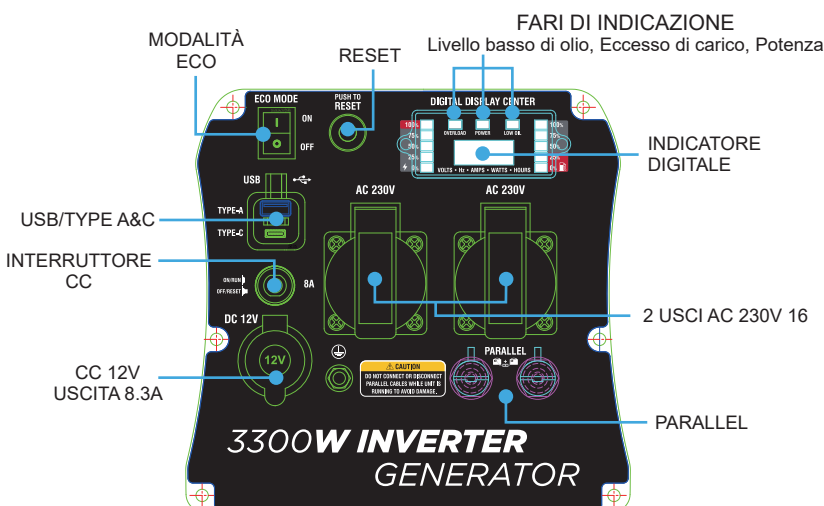 FARI DI INDICAZIONE
Livello basso di olio, Eccesso di carico, Potenza
MODALITÀ
ECO
RESET
ECO MODE
ON
OFF
PUSH TO
RESET
DIGITAL DISPLAY CENTER
100%
75%
50%
25%
0%
OVERLOAD
POWER
LOW OIL
100%
75%
50%
25%
0%
VOLTS • Hz • AMPS • WATTS • HOURS
INDICATORE
DIGITALE
USB
TYPE-A
TYPE-C
USB/TYPE A&C
AC 230V
AC 230V
INTERRUTTORE
CC
ON/RUN
OFF/RESET
8A
2 USCI AC 230V 16
DC 12V
12V
CC 12V
USCITA 8.3A
⚠ CAUTION
DO NOT CONNECT OR DISCONNECT
PARALLEL CABLES WHILE UNIT IS
RUNNING TO AVOID DAMAGE.
PARALLEL
PARALLEL
3300W INVERTER
GENERATOR